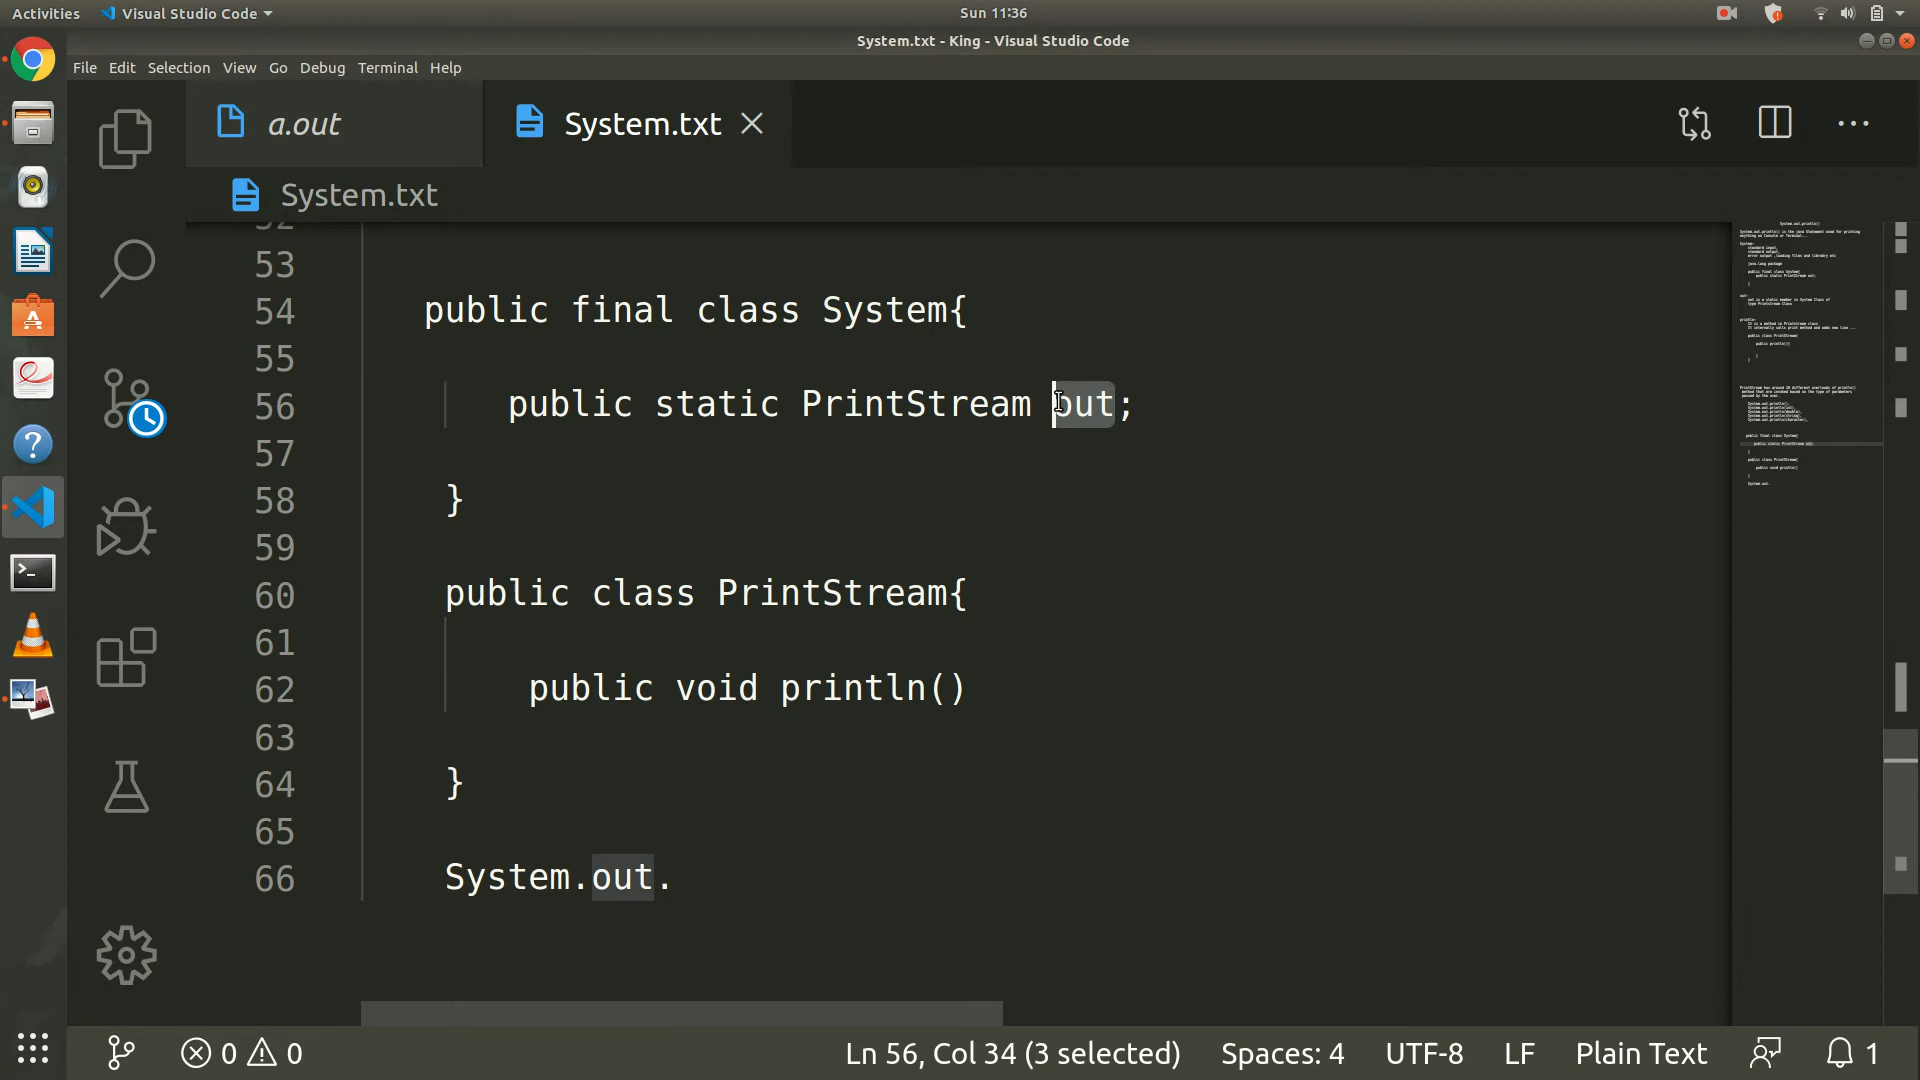 Activities
Visual Studio Code
Sun 11:36
System.txt - King - Visual Studio Code
File Edit Selection View Go Debug Terminal Help
a.out
System.txt
System.txt
53
54 public final class System{
55
56 public static PrintStream out;
57
58 }
59
60 public class PrintStream{
61
62 public void println()
63
64 }
65
66 System.out.
0 0
Ln 56, Col 34 (3 selected)
Spaces: 4
UTF-8
LF
Plain Text
1